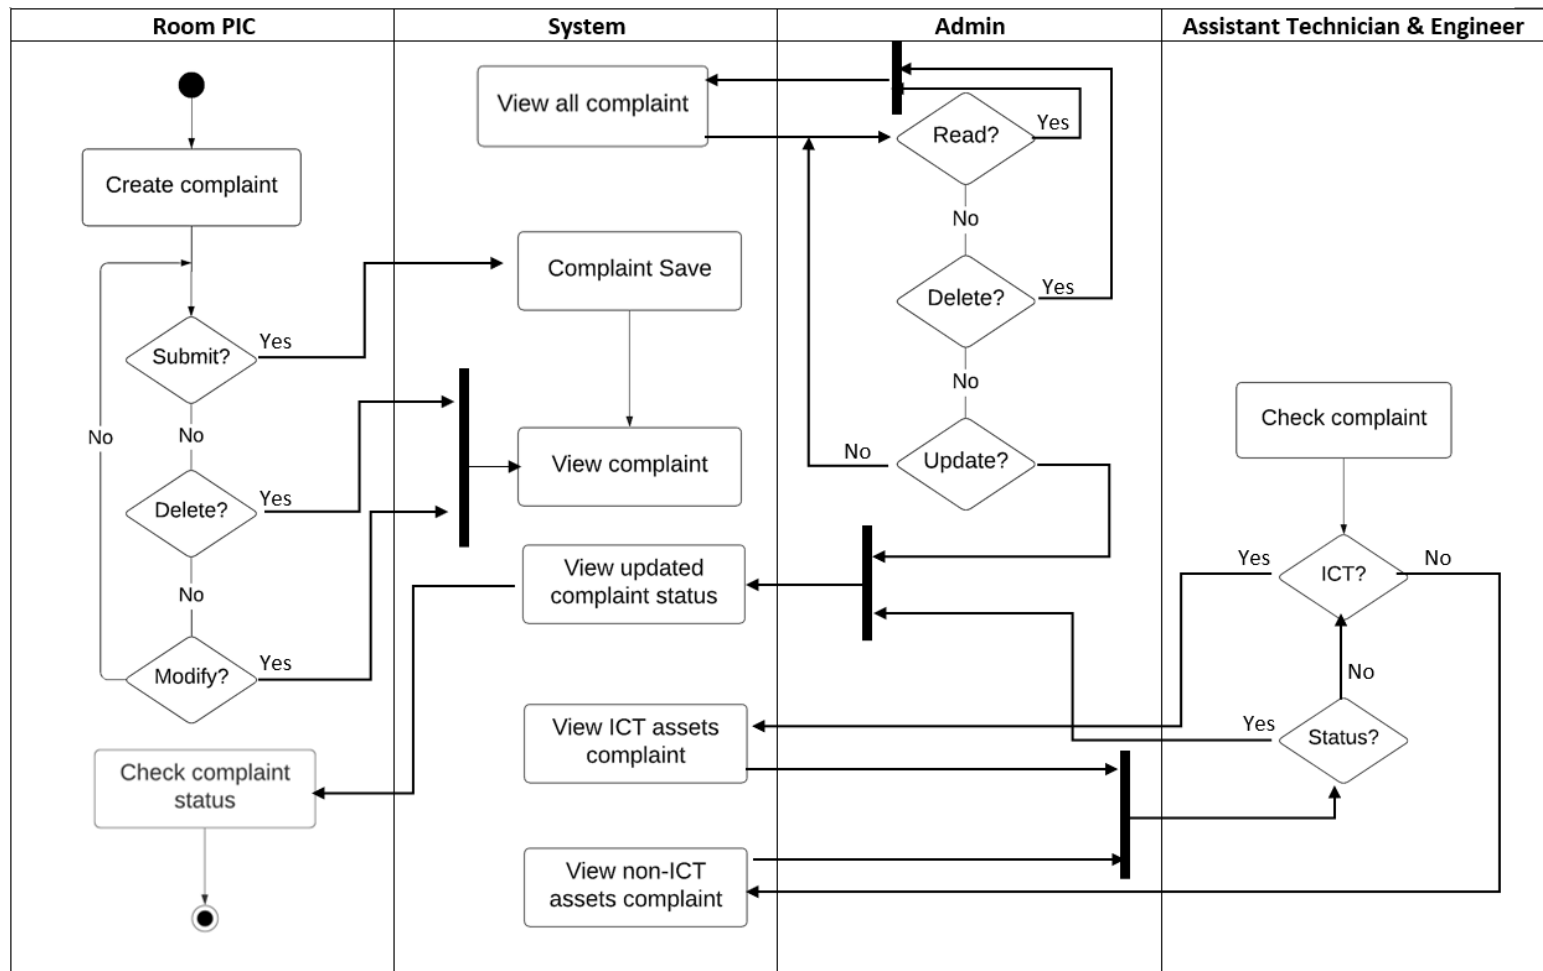 Room PIC
System
Admin
Assistant Technician & Engineer
Create complaint
Submit?
Yes
No
No
Delete?
Yes
No
Modify?
Yes
Check complaint
status
View all complaint
Complaint Save
View complaint
View updated
complaint status
View ICT assets
complaint
View non-ICT
assets complaint
Read?
Yes
No
Delete?
Yes
No
Update?
No
Check complaint
ICT?
Yes
No
No
Status?
Yes